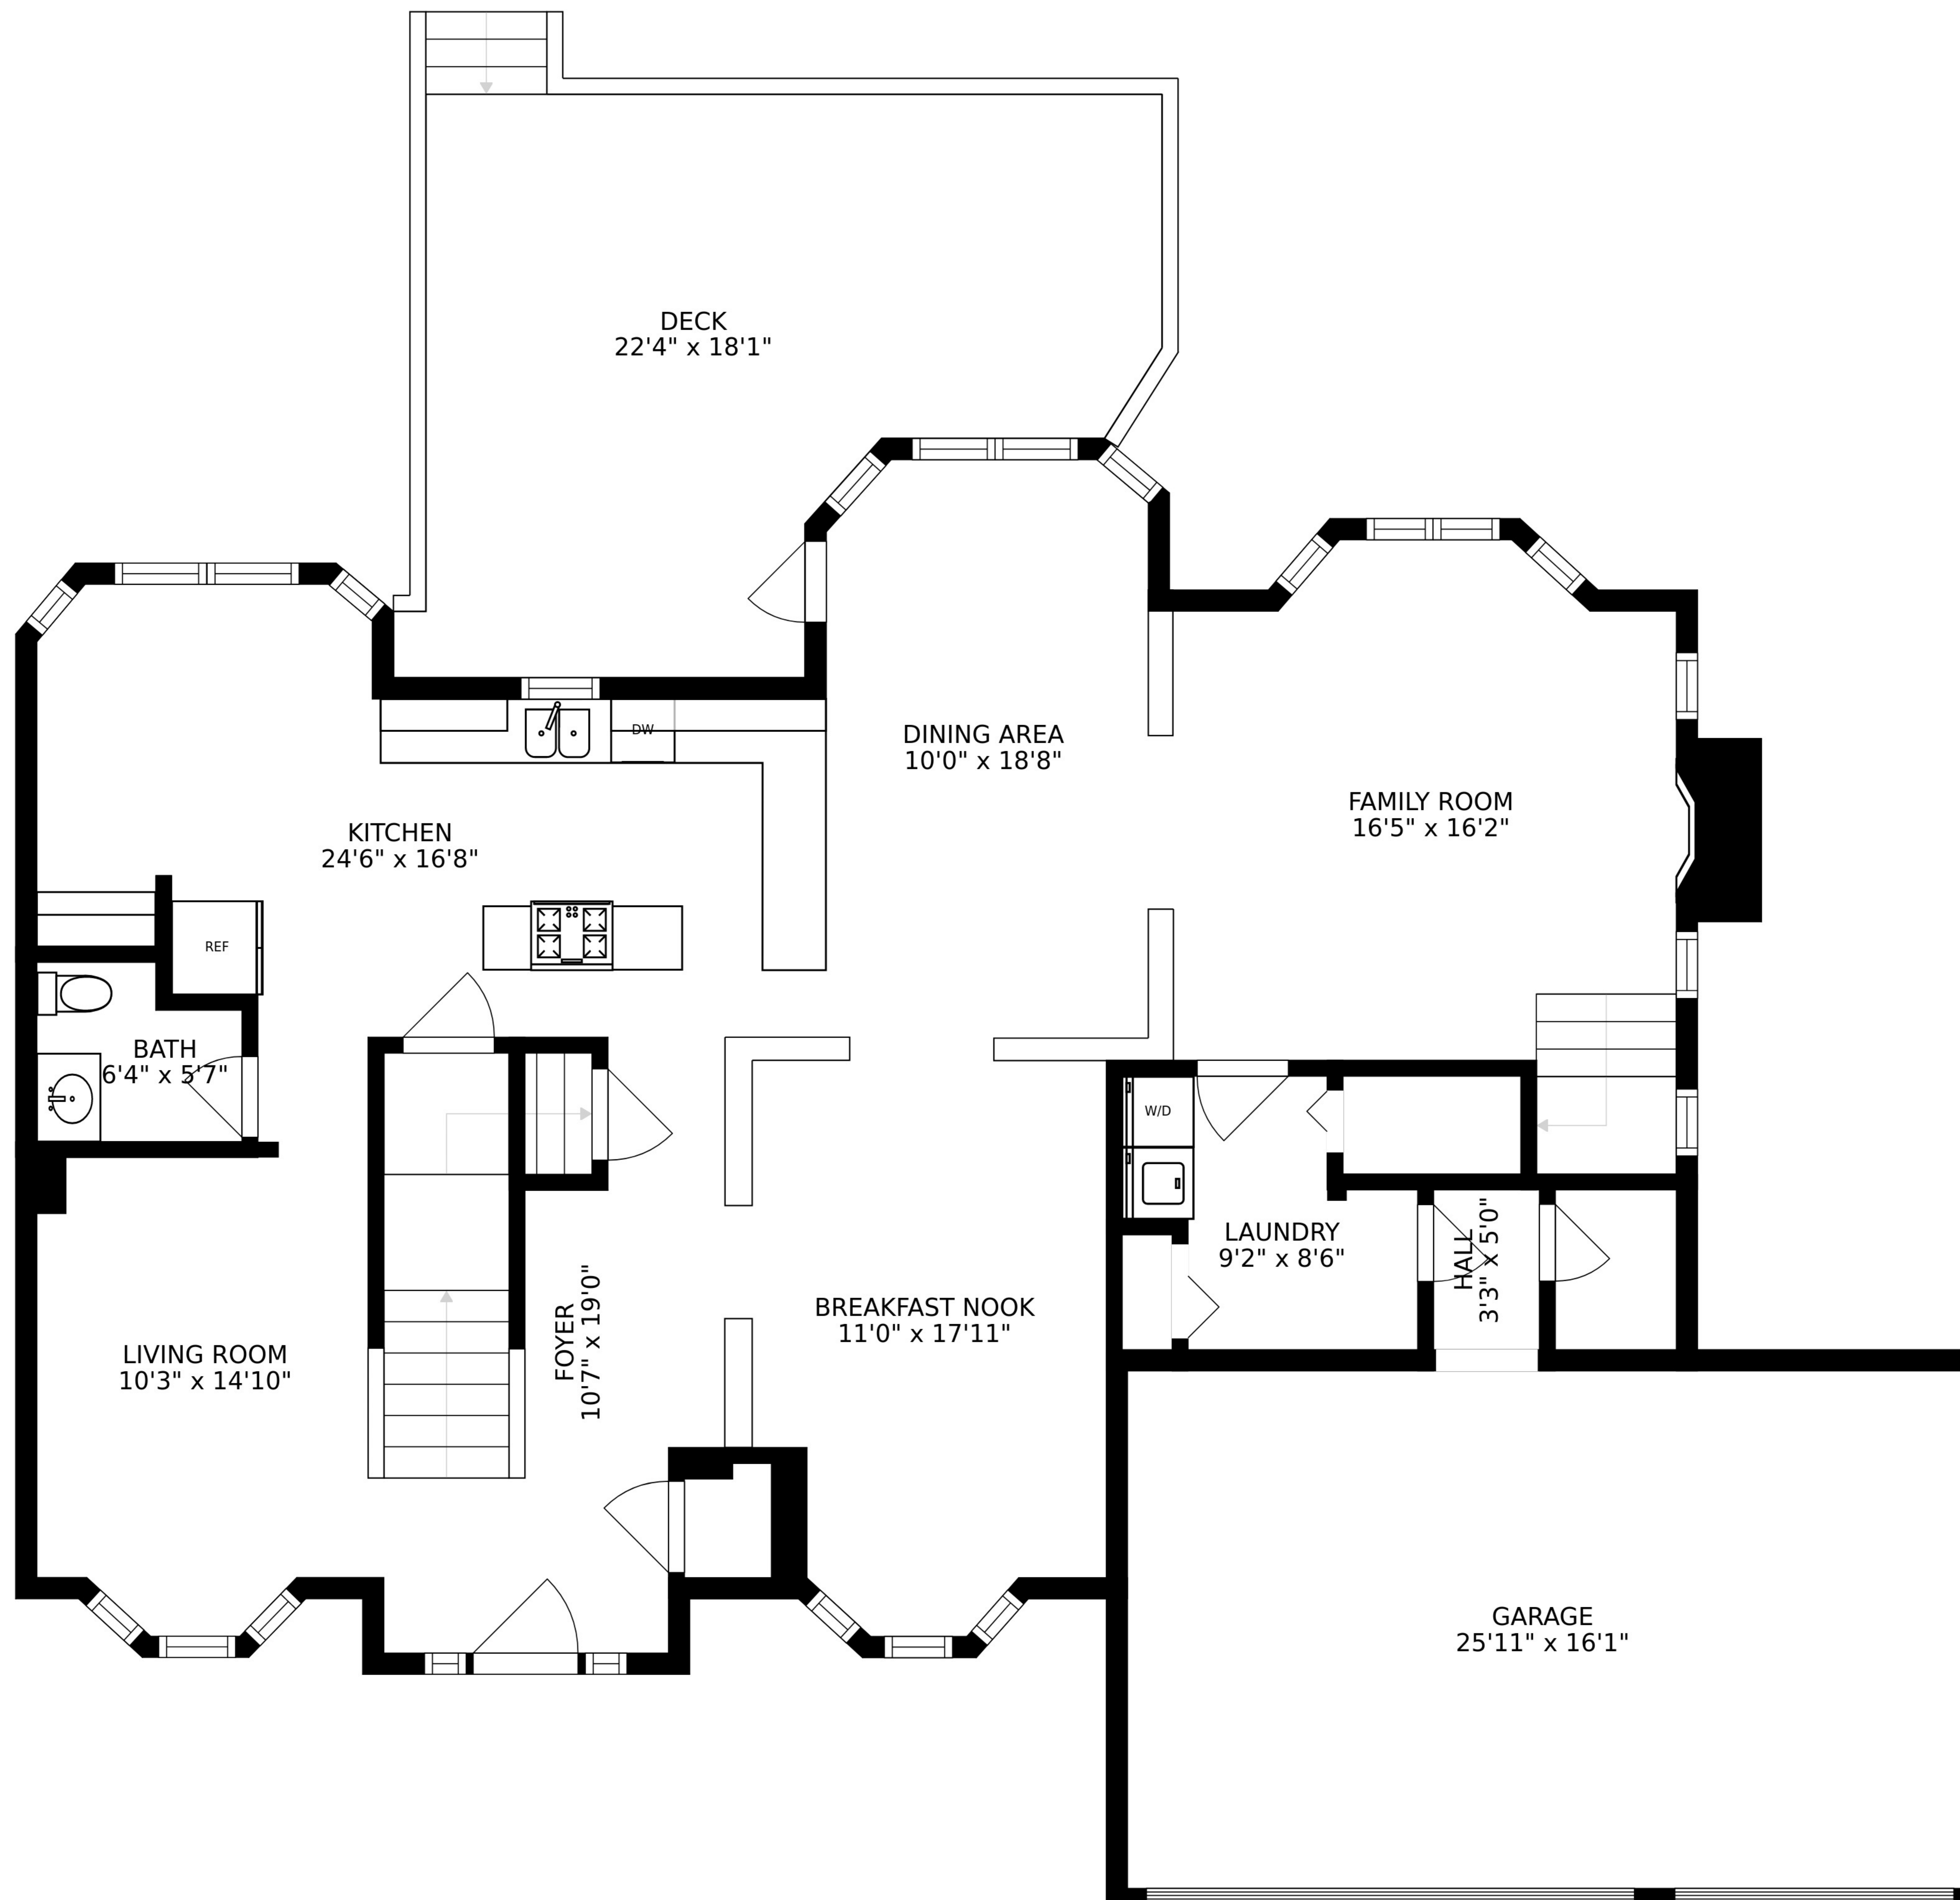 DECK
22'4" x 18'1"
DW
DINING AREA
10'0" x 18'8"
FAMILY ROOM
16'5" x 16'2"
KITCHEN
24'6" x 16'8"
REF
BATH
6'4" x 5'7"
W/D
LAUNDRY
9'2" x 8'6"
HALL
3'3" x 5'0"
FOYER
10'7" x 19'0"
BREAKFAST NOOK
11'0" x 17'11"
LIVING ROOM
10'3" x 14'10"
GARAGE
25'11" x 16'1"